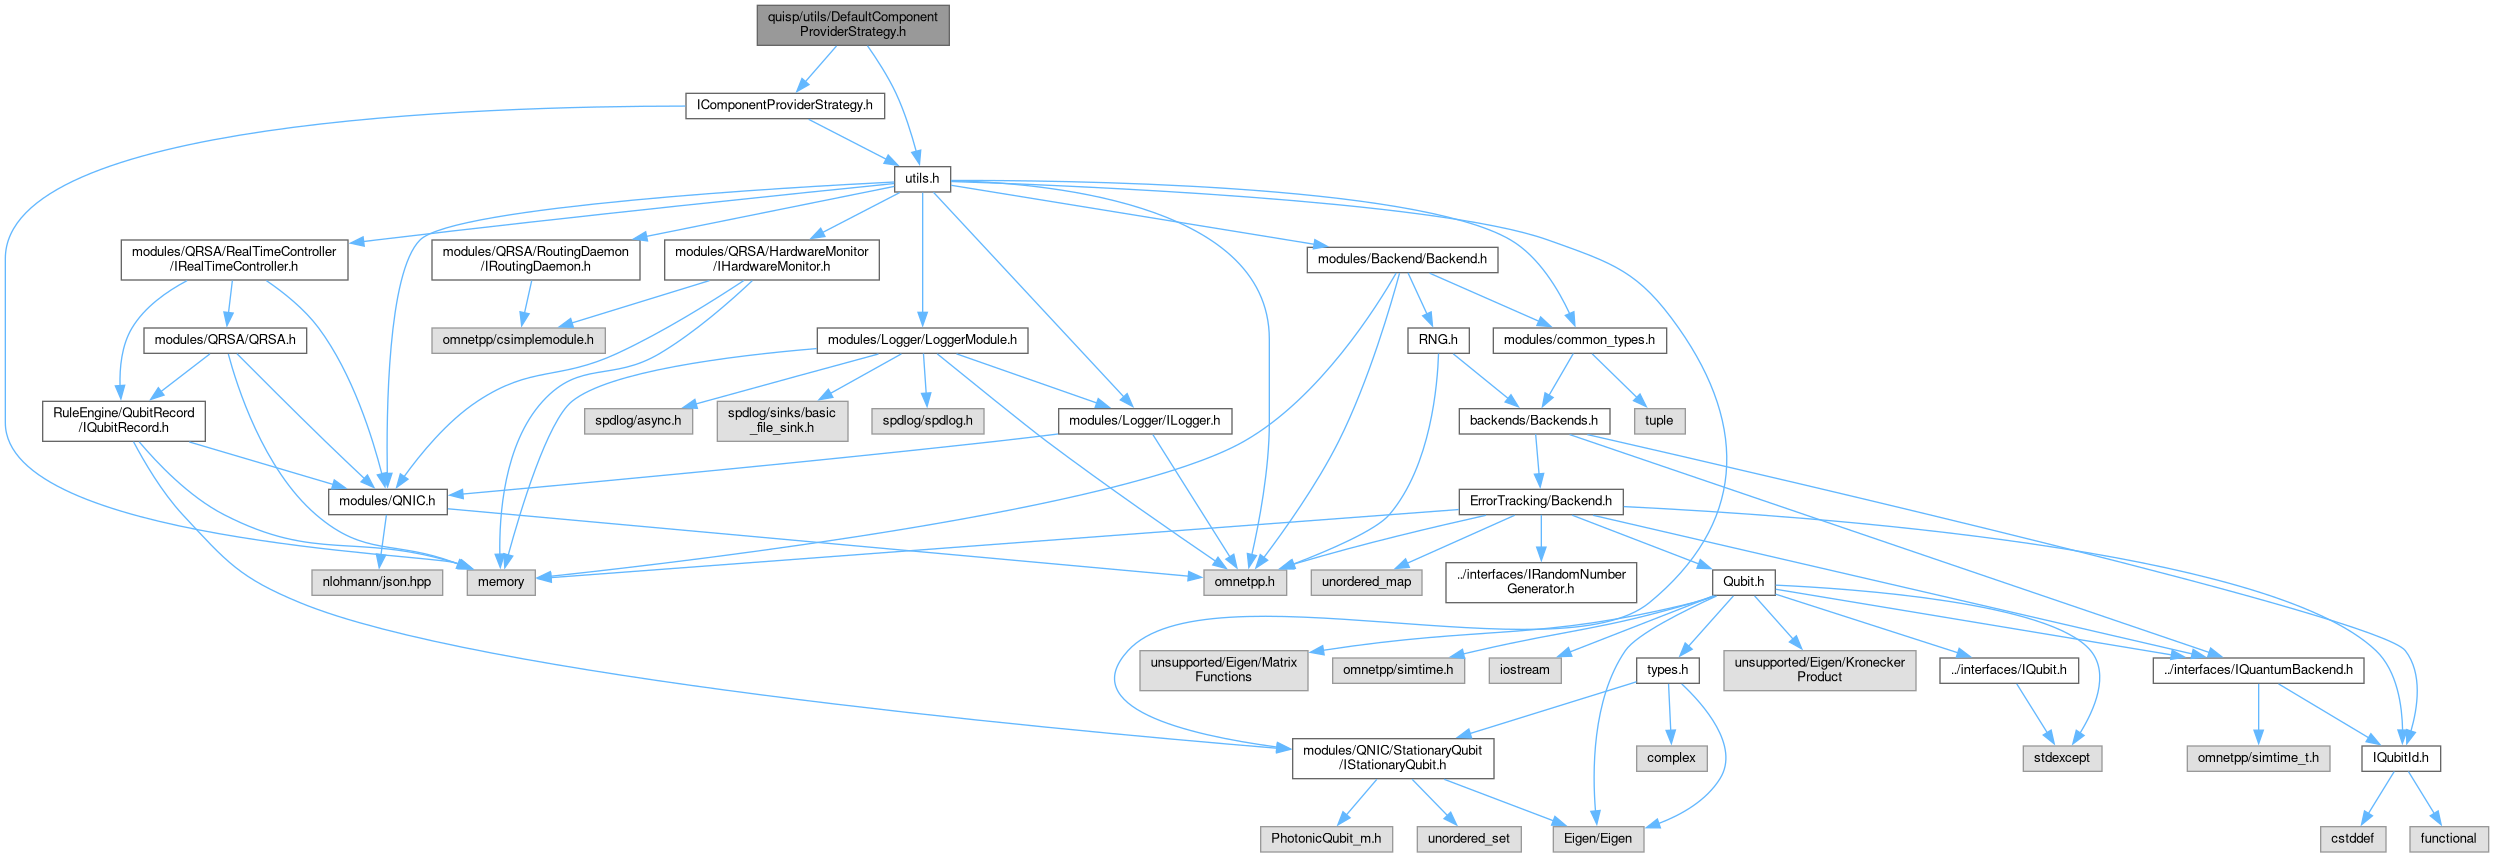 quisp/utils/DefaultComponent
ProviderStrategy.h
IComponentProviderStrategy.h
utils.h
modules/QRSA/RealTimeController
/IRealTimeController.h
modules/QRSA/RoutingDaemon
/IRoutingDaemon.h
modules/QRSA/HardwareMonitor
/IHardwareMonitor.h
modules/Backend/Backend.h
modules/QRSA/QRSA.h
omnetpp/csimplemodule.h
modules/Logger/LoggerModule.h
RNG.h
modules/common_types.h
RuleEngine/QubitRecord
/IQubitRecord.h
spdlog/async.h
spdlog/sinks/basic
_file_sink.h
spdlog/spdlog.h
modules/Logger/ILogger.h
backends/Backends.h
tuple
modules/QNIC.h
ErrorTracking/Backend.h
nlohmann/json.hpp
memory
omnetpp.h
unordered_map
../interfaces/IRandomNumber
Generator.h
Qubit.h
unsupported/Eigen/Matrix
Functions
omnetpp/simtime.h
iostream
types.h
unsupported/Eigen/Kronecker
Product
../interfaces/IQubit.h
../interfaces/IQuantumBackend.h
modules/QNIC/StationaryQubit
/IStationaryQubit.h
complex
stdexcept
omnetpp/simtime_t.h
IQubitId.h
PhotonicQubit_m.h
unordered_set
Eigen/Eigen
cstddef
functional